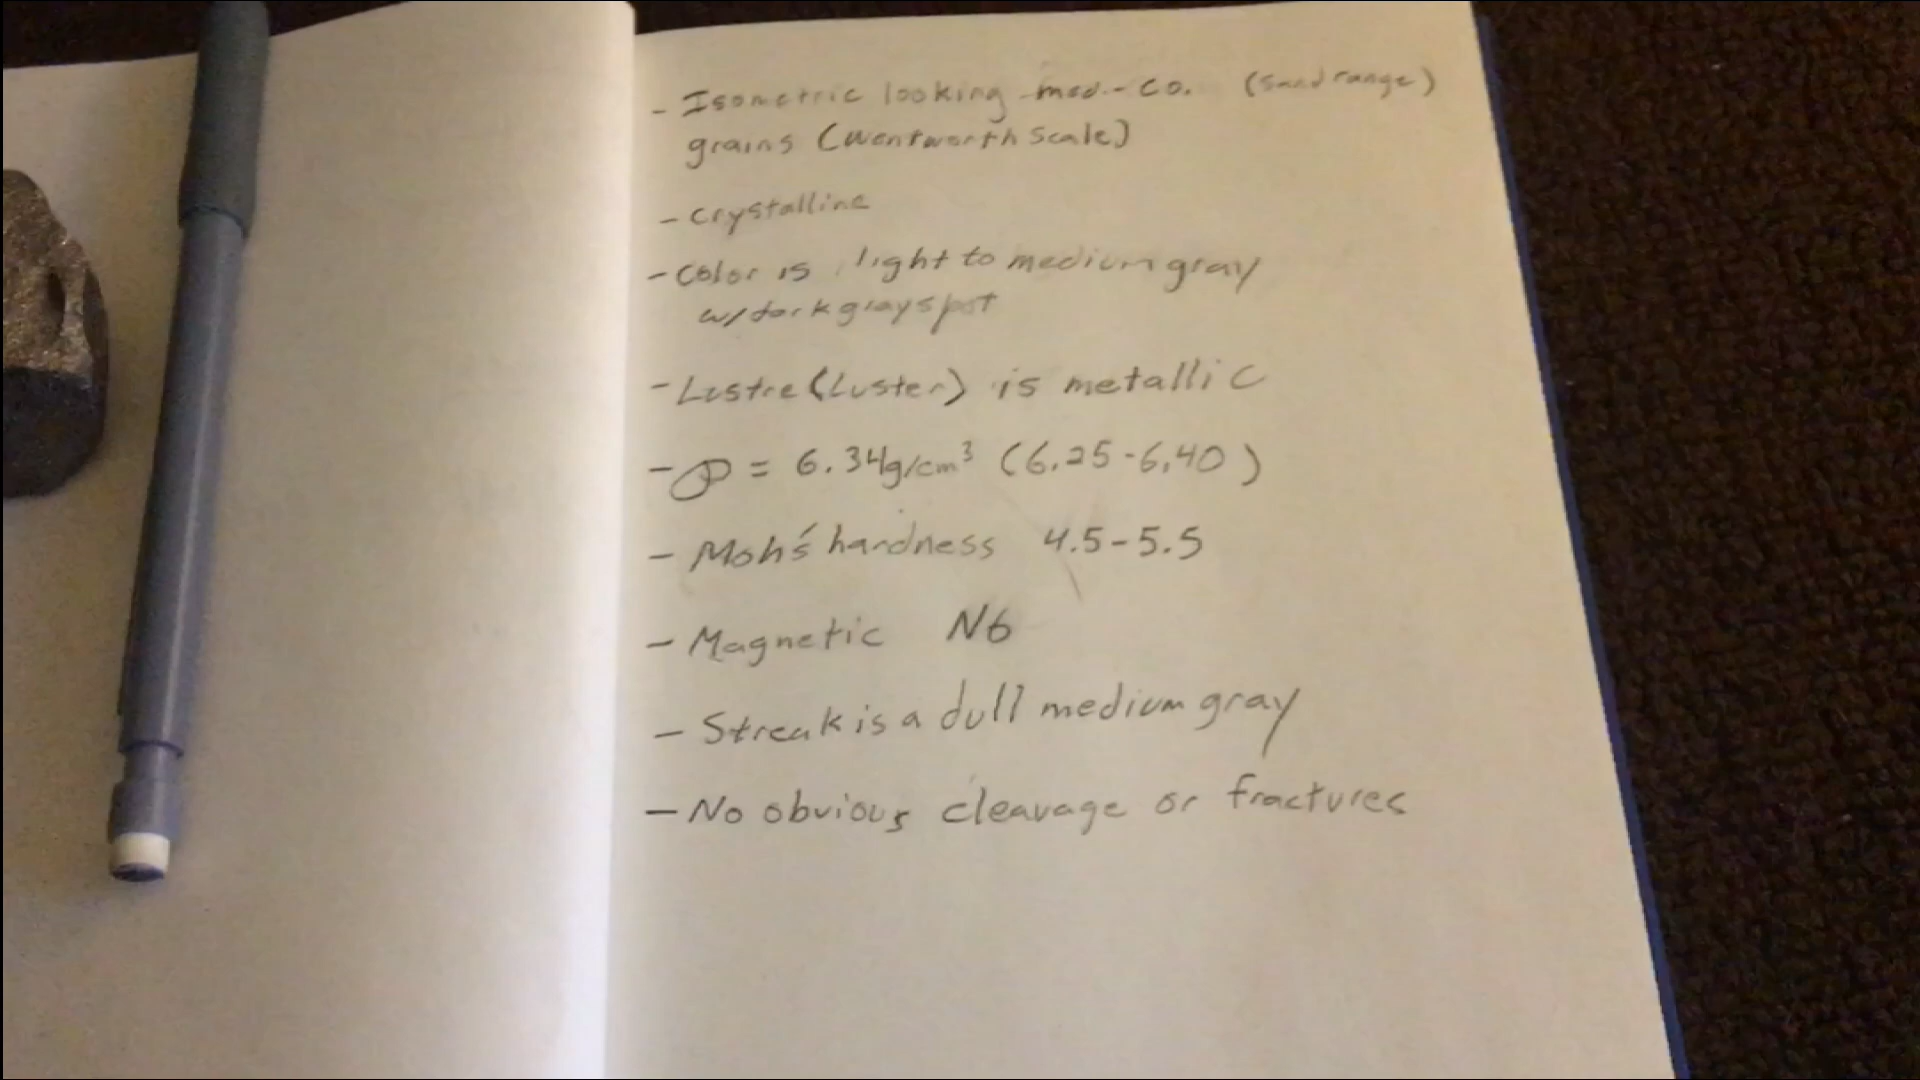 - Isometric looking med.-co. (sand range)
grains (Wentworth Scale)
- crystalline
- color is light to medium gray
w/dark gray spot
- Lustre (Luster) is metallic
- ρ = 6.34g/cm³ (6.25-6.40)
- Moh's hardness 4.5-5.5
- Magnetic NO
- Streak is a dull medium gray
- No obvious cleavage or fractures